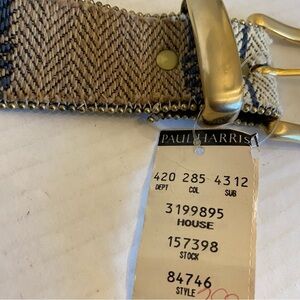 PAUL HARRIS
420 285 4312
DEPT COL SUB
3199895
HOUSE
157398
STOCK
84746
STYLE